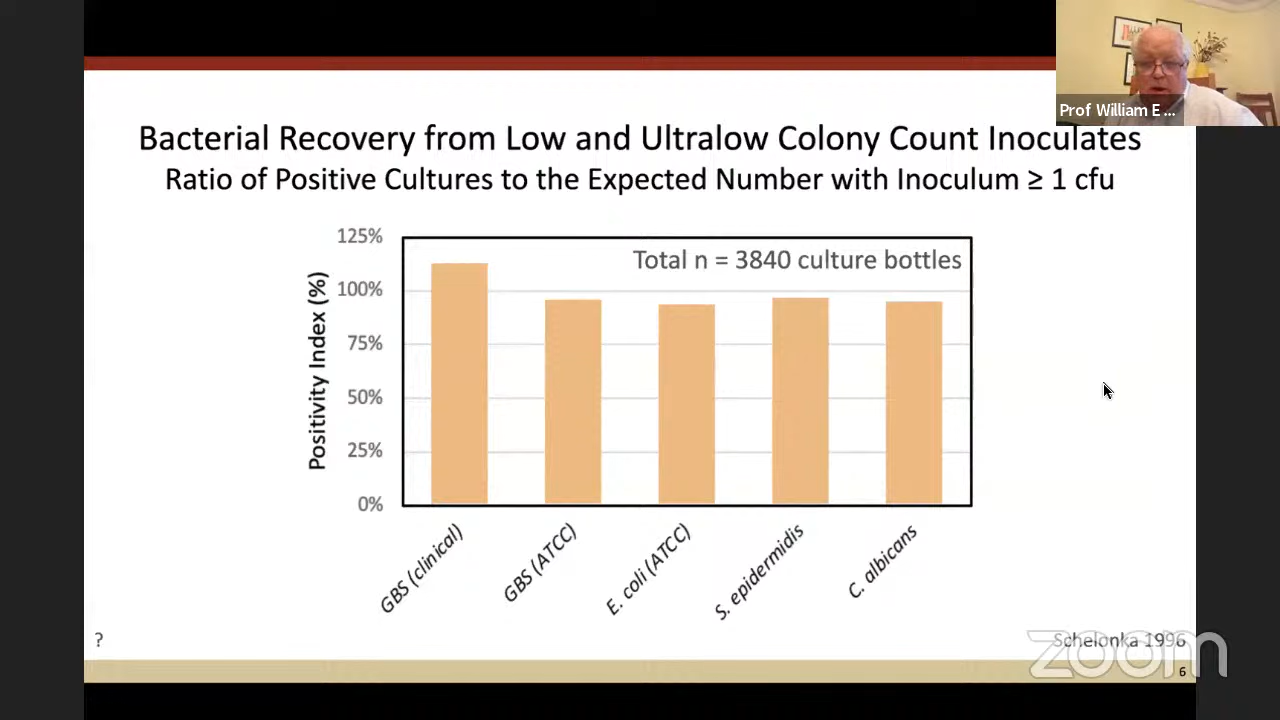 Prof William E ...
Bacterial Recovery from Low and Ultralow Colony Count Inoculates
Ratio of Positive Cultures to the Expected Number with Inoculum ≥ 1 cfu
Total n = 3840 culture bottles
Positivity Index (%)
125%
100%
75%
50%
25%
0%
GBS (clinical)
GBS (ATCC)
E. coli (ATCC)
S. epidermidis
C. albicans
?
Schelonka 1996
zoom
6